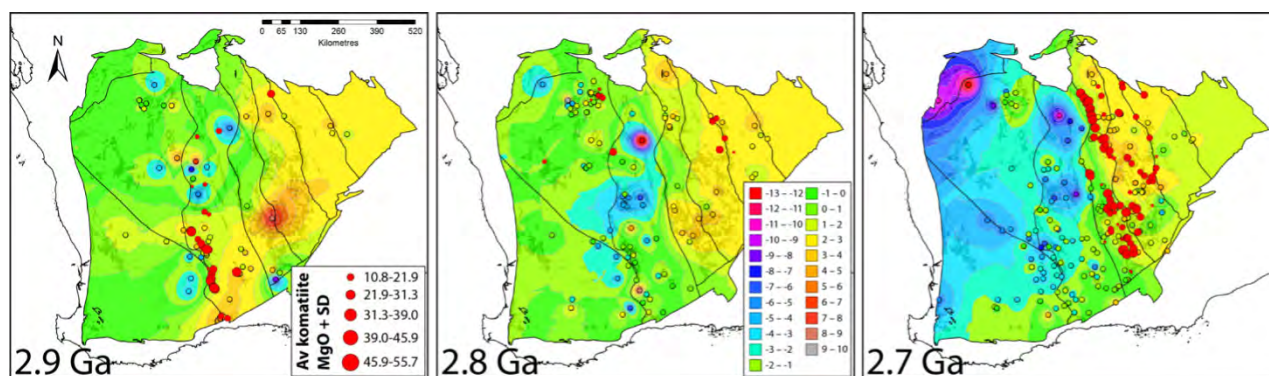 N
0 65 130 260 390 520
Kilometres
2.9 Ga
Av komatiite
MgO + SD
10.8-21.9
21.9-31.3
31.3-39.0
39.0-45.9
45.9-55.7
2.8 Ga
-13 – -12
-12 – -11
-11 – -10
-10 – -9
-9 – -8
-8 – -7
-7 – -6
-6 – -5
-5 – -4
-4 – -3
-3 – -2
-2 – -1
-1 – 0
0 – 1
1 – 2
2 – 3
3 – 4
4 – 5
5 – 6
6 – 7
7 – 8
8 – 9
9 – 10
2.7 Ga